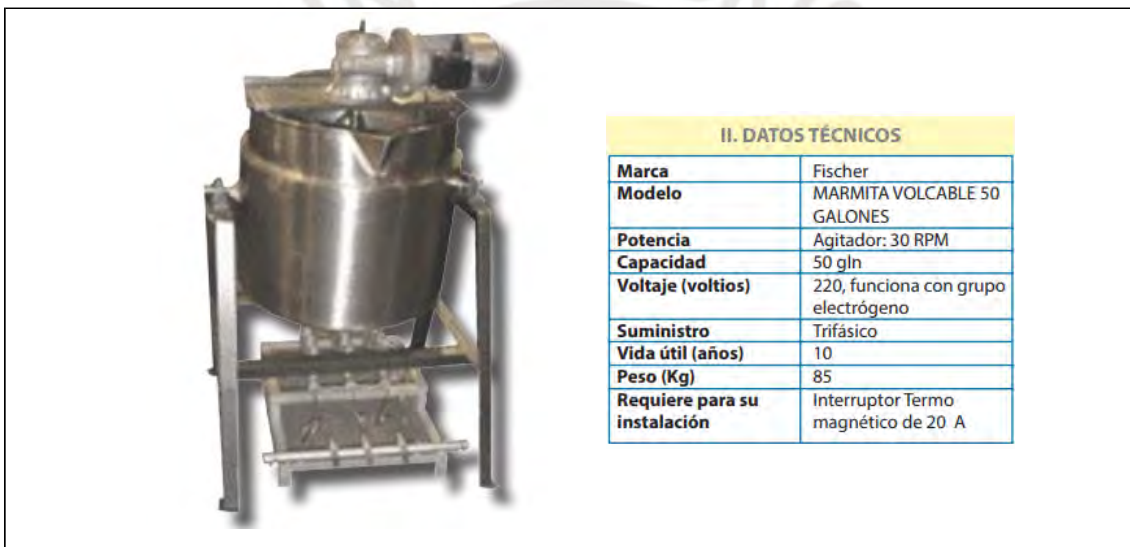 II. DATOS TÉCNICOS
Marca Fischer
Modelo MARMITA VOLCABLE 50
GALONES
Potencia Agitador: 30 RPM
Capacidad 50 gln
Voltaje (voltios) 220, funciona con grupo
electrógeno
Suministro Trifásico
Vida útil (años) 10
Peso (Kg) 85
Requiere para su Interruptor Termo
instalación magnético de 20 A